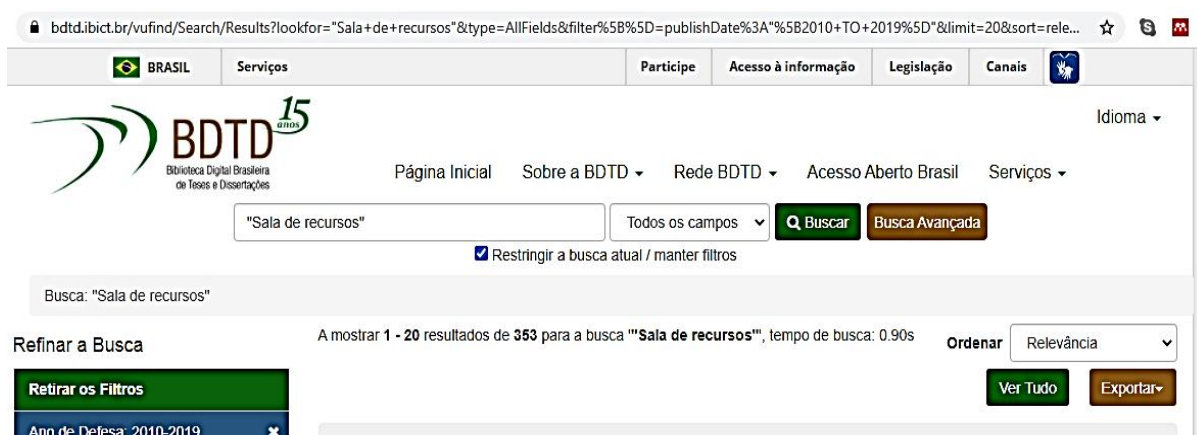 bdtd.ibict.br/vufind/Search/Results?lookfor="Sala+de+recursos"&type=AllFields&filter%5B%5D=publishDate%3A"%5B2010+TO+2019%5D"&limit=20&sort=rele...
BRASIL Serviços Participe Acesso à informação Legislação Canais
15 anos
BDTD
Biblioteca Digital Brasileira
de Teses e Dissertações
Idioma
Página Inicial Sobre a BDTD Rede BDTD Acesso Aberto Brasil Serviços
"Sala de recursos" Todos os campos Buscar Busca Avançada
Restringir a busca atual / manter filtros
Busca: "Sala de recursos"
Refinar a Busca
A mostrar 1 - 20 resultados de 353 para a busca '"Sala de recursos"', tempo de busca: 0.90s
Ordenar Relevância
Retirar os Filtros
Ver Tudo Exportar
Ano de Defesa: 2010-2019 ×